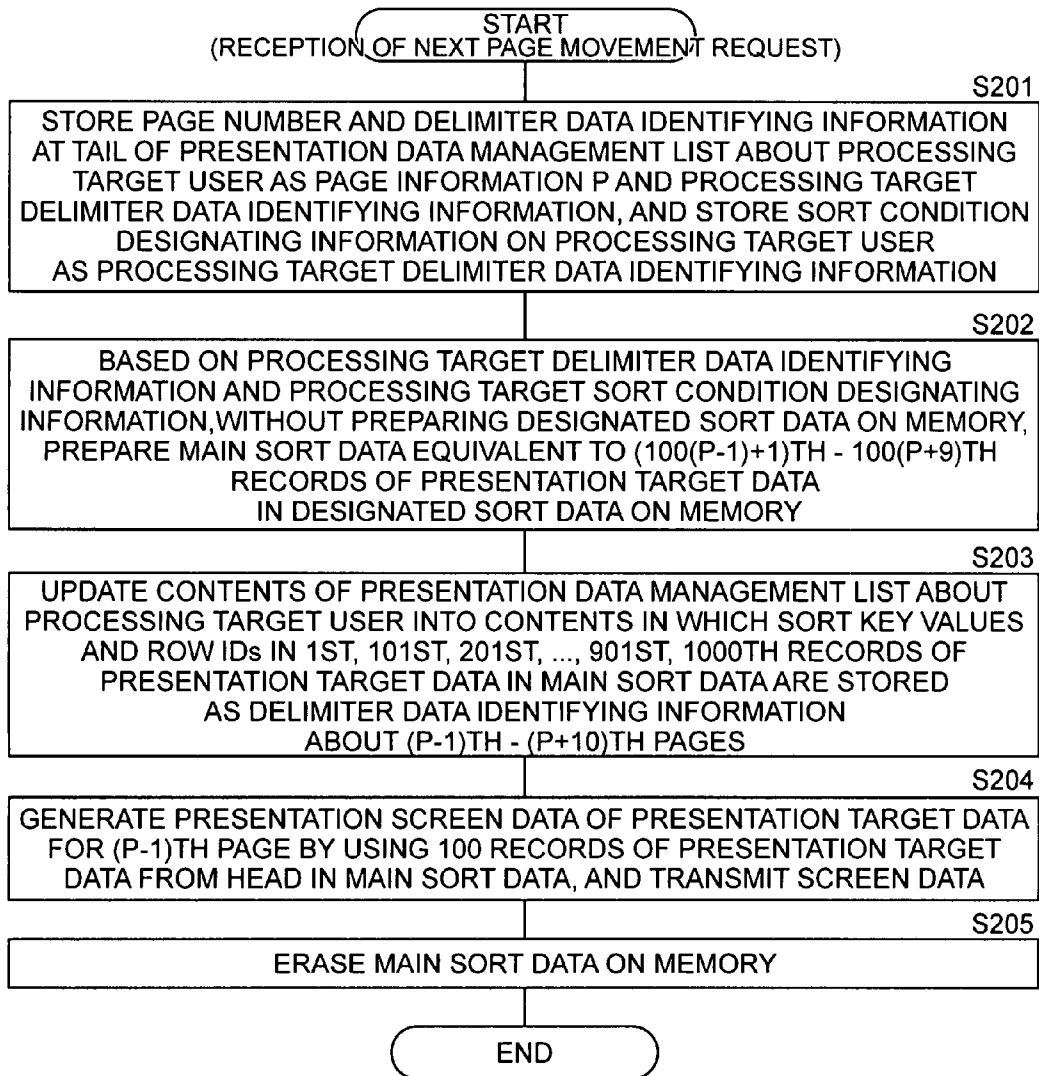 START
(RECEPTION OF NEXT PAGE MOVEMENT REQUEST)
S201
STORE PAGE NUMBER AND DELIMITER DATA IDENTIFYING INFORMATION
AT TAIL OF PRESENTATION DATA MANAGEMENT LIST ABOUT PROCESSING
TARGET USER AS PAGE INFORMATION P AND PROCESSING TARGET
DELIMITER DATA IDENTIFYING INFORMATION, AND STORE SORT CONDITION
DESIGNATING INFORMATION ON PROCESSING TARGET USER
AS PROCESSING TARGET DELIMITER DATA IDENTIFYING INFORMATION
S202
BASED ON PROCESSING TARGET DELIMITER DATA IDENTIFYING
INFORMATION AND PROCESSING TARGET SORT CONDITION DESIGNATING
INFORMATION,WITHOUT PREPARING DESIGNATED SORT DATA ON MEMORY,
PREPARE MAIN SORT DATA EQUIVALENT TO (100(P-1)+1)TH - 100(P+9)TH
RECORDS OF PRESENTATION TARGET DATA
IN DESIGNATED SORT DATA ON MEMORY
S203
UPDATE CONTENTS OF PRESENTATION DATA MANAGEMENT LIST ABOUT
PROCESSING TARGET USER INTO CONTENTS IN WHICH SORT KEY VALUES
AND ROW IDs IN 1ST, 101ST, 201ST, ..., 901ST, 1000TH RECORDS OF
PRESENTATION TARGET DATA IN MAIN SORT DATA ARE STORED
AS DELIMITER DATA IDENTIFYING INFORMATION
ABOUT (P-1)TH - (P+10)TH PAGES
S204
GENERATE PRESENTATION SCREEN DATA OF PRESENTATION TARGET DATA
FOR (P-1)TH PAGE BY USING 100 RECORDS OF PRESENTATION TARGET
DATA FROM HEAD IN MAIN SORT DATA, AND TRANSMIT SCREEN DATA
S205
ERASE MAIN SORT DATA ON MEMORY
END